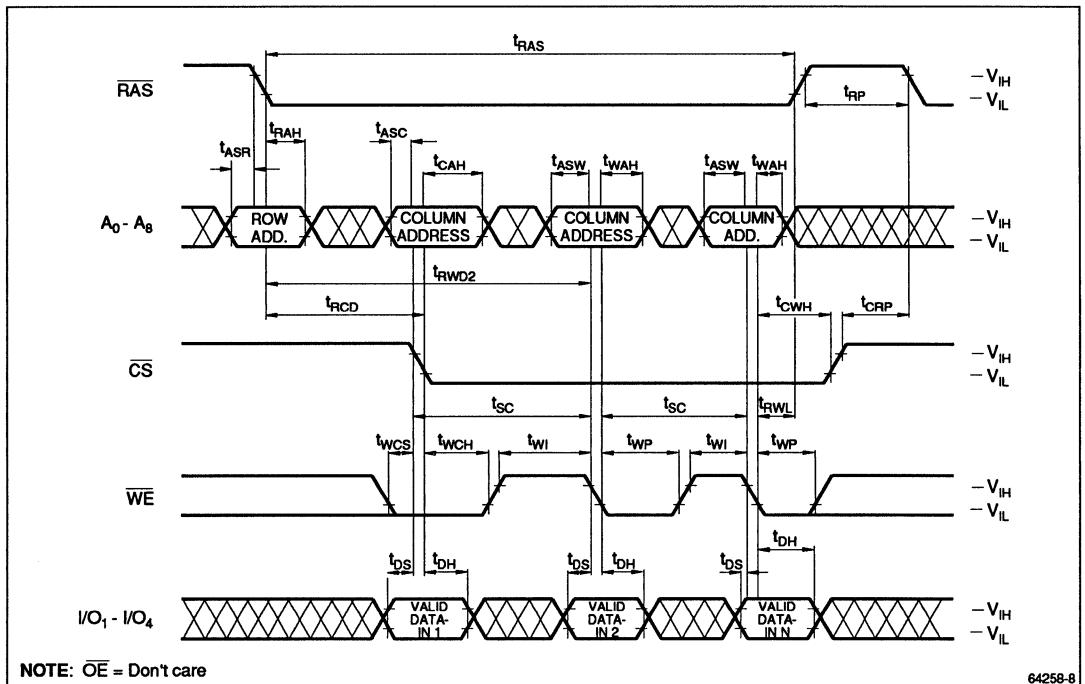 tRAS
RAS
– VIH
– VIL
tRP
tASR
tRAH
tASC
tCAH
tASW
tWAH
tASW
tWAH
A0 - A8
ROW ADD.
COLUMN ADDRESS
COLUMN ADDRESS
COLUMN ADD.
– VIH
– VIL
tRWD2
tRCD
tCWH
tCRP
CS
– VIH
– VIL
tSC
tSC
tRWL
tWCS
tWCH
tWI
tWP
tWI
tWP
WE
– VIH
– VIL
tDS
tDH
tDS
tDH
tDS
tDH
I/O1 - I/O4
VALID DATA-IN 1
VALID DATA-IN 2
VALID DATA-IN N
– VIH
– VIL
NOTE: OE = Don't care
64258-8